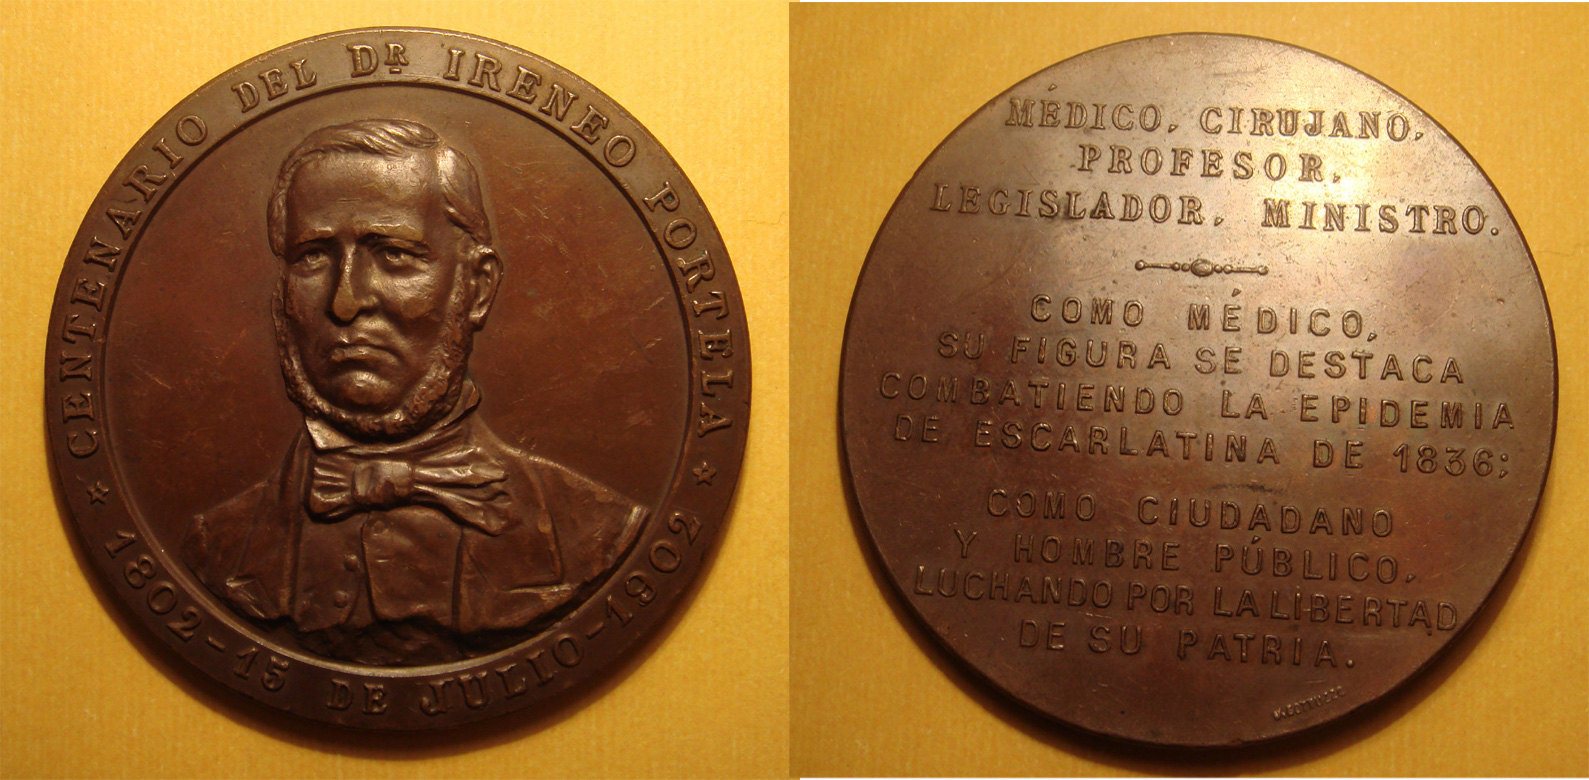 CENTENARIO DEL DR IRENEO PORTELA
1802 - 15 DE JULIO - 1902
MÉDICO, CIRUJANO,
PROFESOR,
LEGISLADOR, MINISTRO.
COMO MÉDICO,
SU FIGURA SE DESTACA
COMBATIENDO LA EPIDEMIA
DE ESCARLATINA DE 1836;
COMO CIUDADANO
Y HOMBRE PÚBLICO,
LUCHANDO POR LA LIBERTAD
DE SU PATRIA.